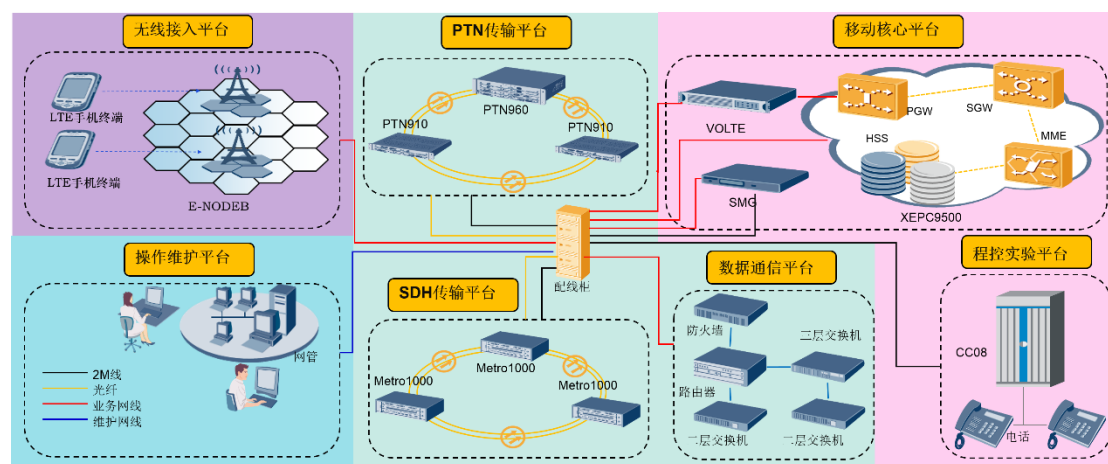 无线接入平台
LTE手机终端
LTE手机终端
E-NODEB
PTN传输平台
PTN960
PTN910
PTN910
移动核心平台
VOLTE
SMG
PGW
SGW
HSS
MME
XEPC9500
操作维护平台
网管
2M线
光纤
业务网线
维护网线
配线柜
SDH传输平台
Metro1000
Metro1000
Metro1000
数据通信平台
防火墙
三层交换机
路由器
二层交换机
二层交换机
程控实验平台
CC08
电话